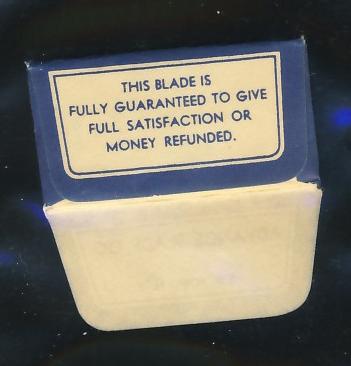 THIS BLADE IS
FULLY GUARANTEED TO GIVE
FULL SATISFACTION OR
MONEY REFUNDED.